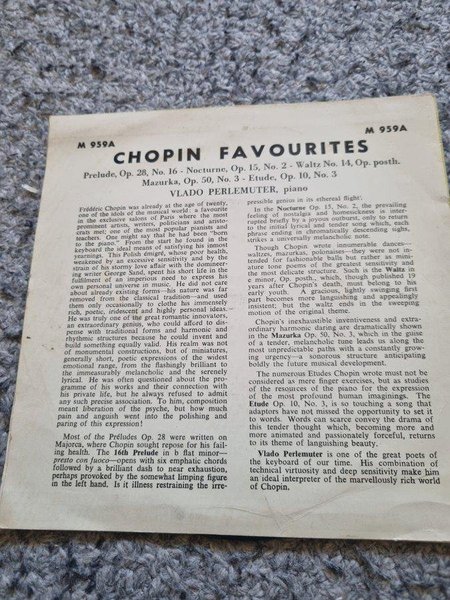 M 959A
M 959A
CHOPIN FAVOURITES
Prelude, Op. 28, No. 16 - Nocturne, Op. 15, No. 2 - Waltz No. 14, Op. posth.
Mazurka, Op. 50, No. 3 - Etude, Op. 10, No. 3
VLADO PERLEMUTER, piano
Frédéric Chopin was already at the age of twenty,
one of the idols of the musical world: a favourite
in the exclusive salons of Paris where the most
prominent artists, writers, musicians and aristo-
crats met; one of the most popular pianists and
teachers. One might say that he had been "born
to the piano." From the start he found in the
keyboard the ideal means of satisfying his inmost
yearnings. This Polish émigré, whose poor health was
weakened by an excessive sensitivity and by the
strain of his stormy love affair with the domineer-
ing writer George Sand, spent his short life in the
fulfilment of an ungenous need to express his
own personal universe in music. He did not care
about already existing forms—his nature was far
removed from the classical tradition—and used
them only occasionally to clothe his immensely
rich, poetic, iridescent and highly personal ideas.
He was truly one of the great romantic innovators,
an extraordinary genius, who could afford to dis-
pense with traditional forms and harmonic and
rhythmic structures because he could invent and
build something equally valid. His realm was not
of monumental constructions, but of miniatures,
generally short, poetic expressions of the widest
emotional range, from the flashingly brilliant to
the immeasurably melancholic and the serenely
lyrical. He was often questioned about the pro-
gramme of his works and their connection with
his private life, but he always refused to admit
any such precise association. To him, composition
meant liberation of the psyche, but how much
pain and anguish went into the polishing and
paring of this expression!
Most of the Préludes Op. 28 were written on
Majorca, where Chopin sought repose for his fail-
ing health. The 16th Prelude in b flat minor—
presto con fuoco—opens with six emphatic chords
followed by a brilliant dash to near exhaustion,
perhaps provoked by the somewhat limping figure
in the left hand. Is it illness restraining the irre-
pressible genius in its ethereal flight?
In the Nocturne Op. 15, No. 2, the prevailing
feeling of nostalgia and homesickness is inter-
rupted briefly by a joyous outburst, only to return
to the initial lyrical and tender song which, each
phrase ending in chromatically descending sighs,
strikes a universally melancholic note.
Though Chopin wrote innumerable dances—
waltzes, mazurkas, polonaises—they were not in-
tended for fashionable balls but rather as minia-
ture tone poems of the greatest sensitivity and
the most delicate structure. Such is the Waltz in
e minor, Op. posth., which, though published 19
years after Chopin's death, must belong to his
early youth. A gracious, lightly swinging first
part becomes more languishing and appealingly
insistent; but the waltz ends in the sweeping
motion of the original theme.
Chopin's inexhaustible inventiveness and extra-
ordinary harmonic daring are dramatically shown
in the Mazurka Op. 50, No. 3, which in the guise
of a tender, melancholic tone leads us along the
most unpredictable paths with a constantly grow-
ing urgency—a sonorous structure anticipating
boldly the future musical development.
The numerous Etudes Chopin wrote must not be
considered as mere finger exercises, but as studies
of the resources of the piano for the expression
of the most profound human imaginings. The
Etude Op. 10, No. 3, is so touching a song that
adaptors have not missed the opportunity to set it
to words. Words can scarce convey the drama of
this tender thought which, becoming more and
more animated and passionately forceful, returns
to its theme of languishing beauty.
Vlado Perlemuter is one of the great poets of
the keyboard of our time. His combination of
technical virtuosity and deep sensitivity make him
an ideal interpreter of the marvellously rich world
of Chopin.